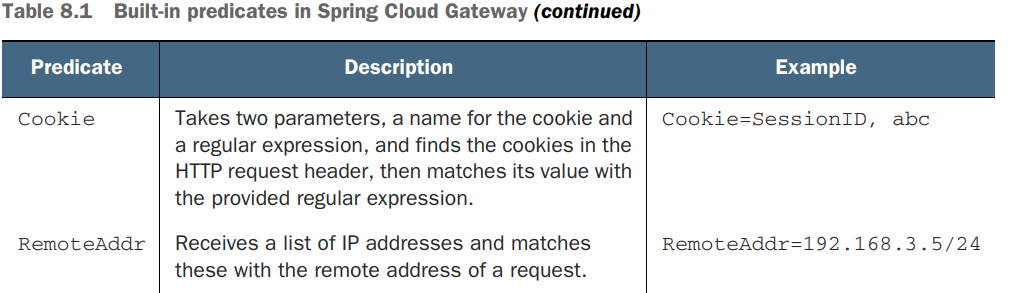 Table 8.1 Built-in predicates in Spring Cloud Gateway (continued)
Predicate Description Example
Cookie Takes two parameters, a name for the cookie and Cookie=SessionID, abc
a regular expression, and finds the cookies in the
HTTP request header, then matches its value with
the provided regular expression.
RemoteAddr Receives a list of IP addresses and matches RemoteAddr=192.168.3.5/24
these with the remote address of a request.